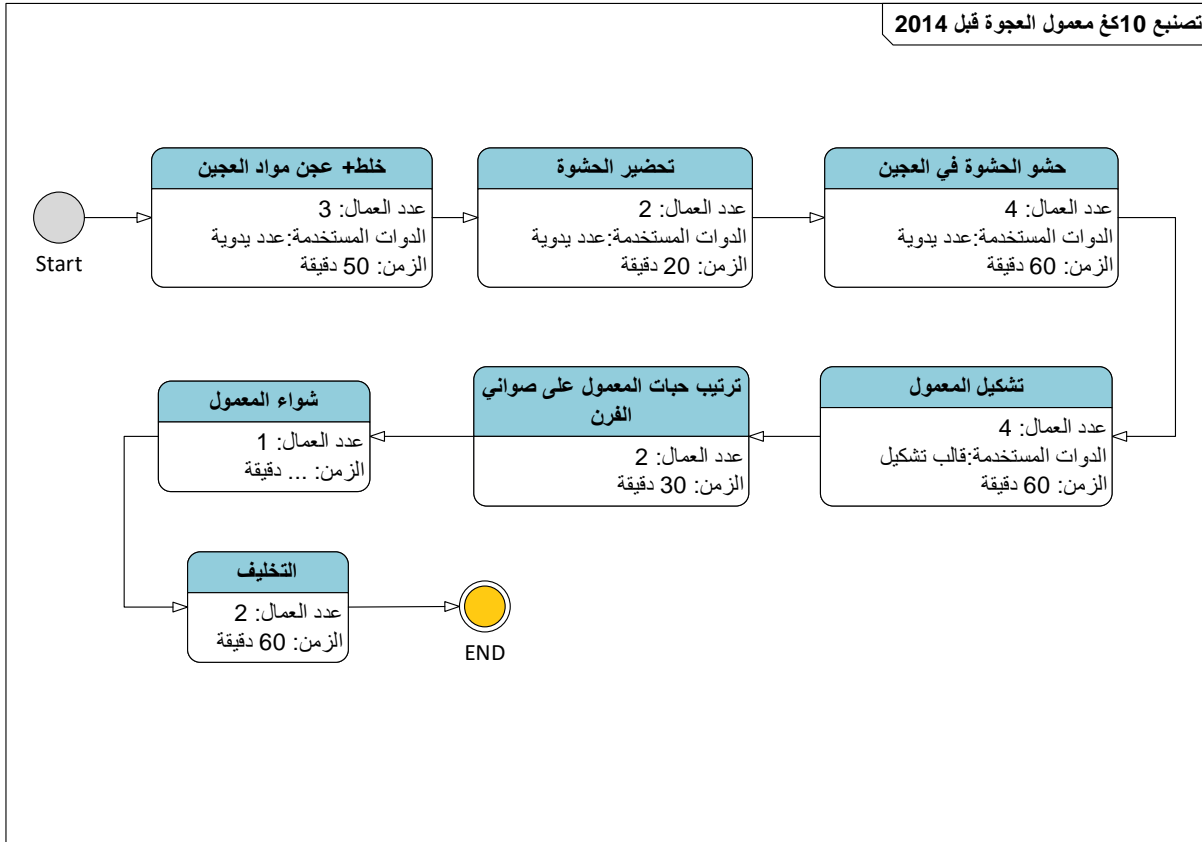 تصنبع 10كغ معمول العجوة قبل 2014
Start
خلط+ عجن مواد العجين
عدد العمال: 3
الدوات المستخدمة:عدد يدوية
الزمن: 50 دقيقة
تحضير الحشوة
عدد العمال: 2
الدوات المستخدمة:عدد يدوية
الزمن: 20 دقيقة
حشو الحشوة في العجين
عدد العمال: 4
الدوات المستخدمة:عدد يدوية
الزمن: 60 دقيقة
تشكيل المعمول
عدد العمال: 4
الدوات المستخدمة:قالب تشكيل
الزمن: 60 دقيقة
ترتيب حبات المعمول على صواني
الفرن
عدد العمال: 2
الزمن: 30 دقيقة
شواء المعمول
عدد العمال: 1
الزمن: ... دقيقة
التخليف
عدد العمال: 2
الزمن: 60 دقيقة
END